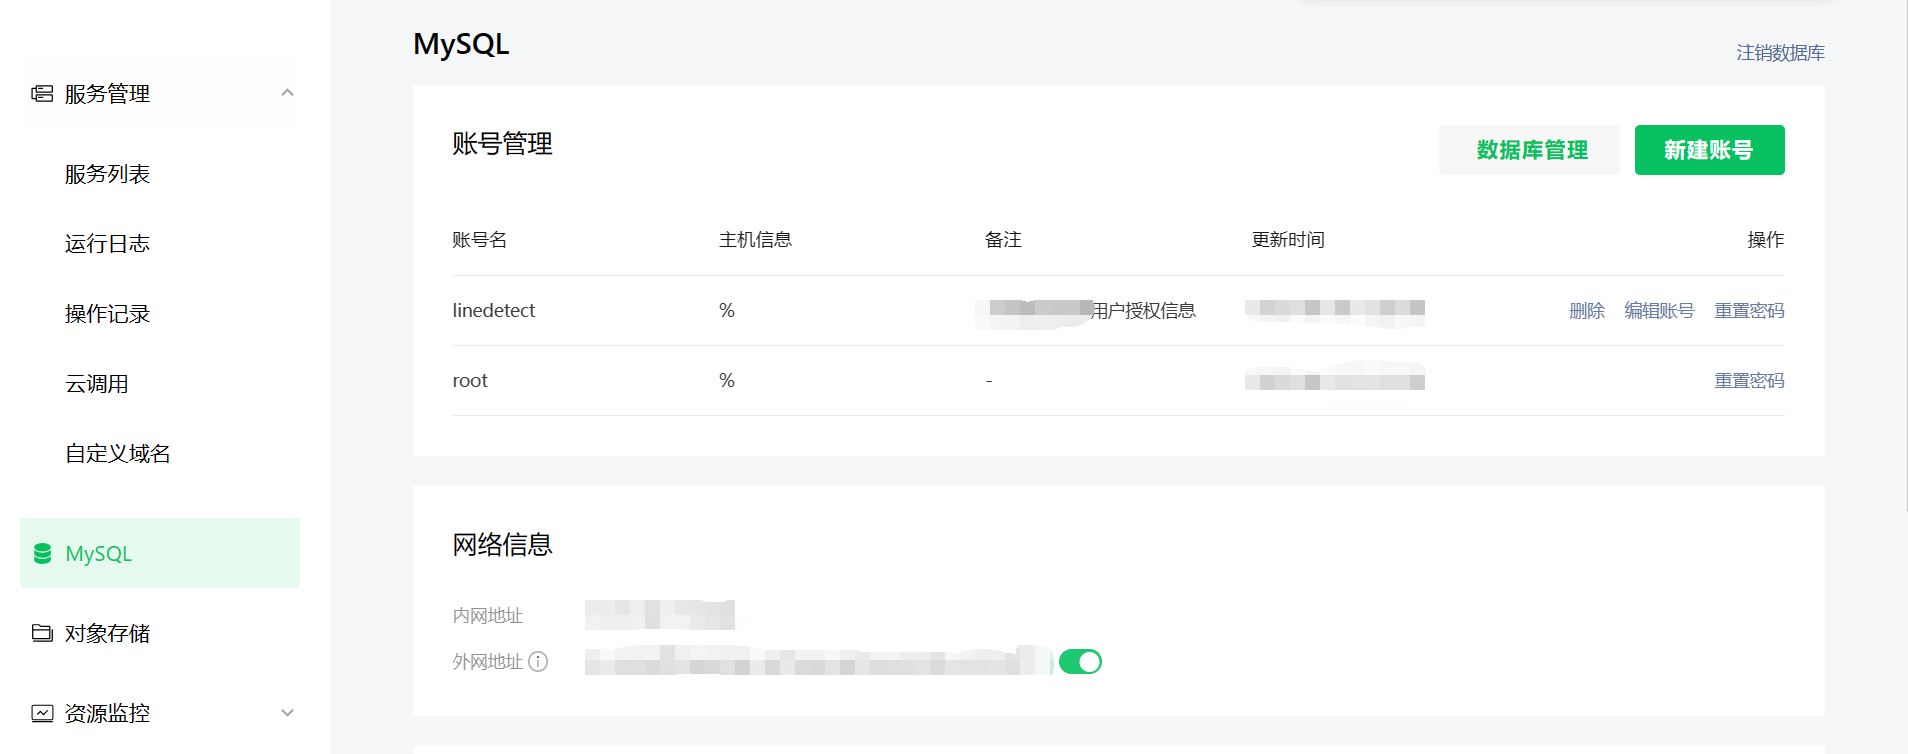 服务管理
服务列表
运行日志
操作记录
云调用
自定义域名
MySQL
对象存储
资源监控
MySQL
注销数据库
账号管理
数据库管理 新建账号
账号名 主机信息 备注 更新时间 操作
linedetect % 用户授权信息 删除 编辑账号 重置密码
root % - 重置密码
网络信息
内网地址
外网地址